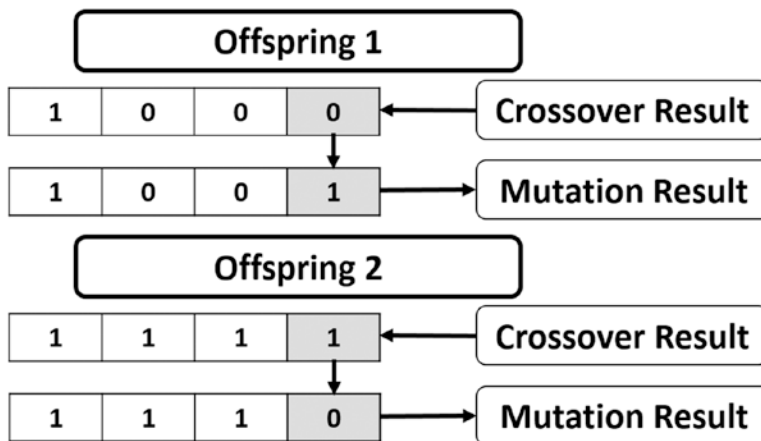 Offspring 1
1 0 0 0 Crossover Result
1 0 0 1 Mutation Result
Offspring 2
1 1 1 1 Crossover Result
1 1 1 0 Mutation Result